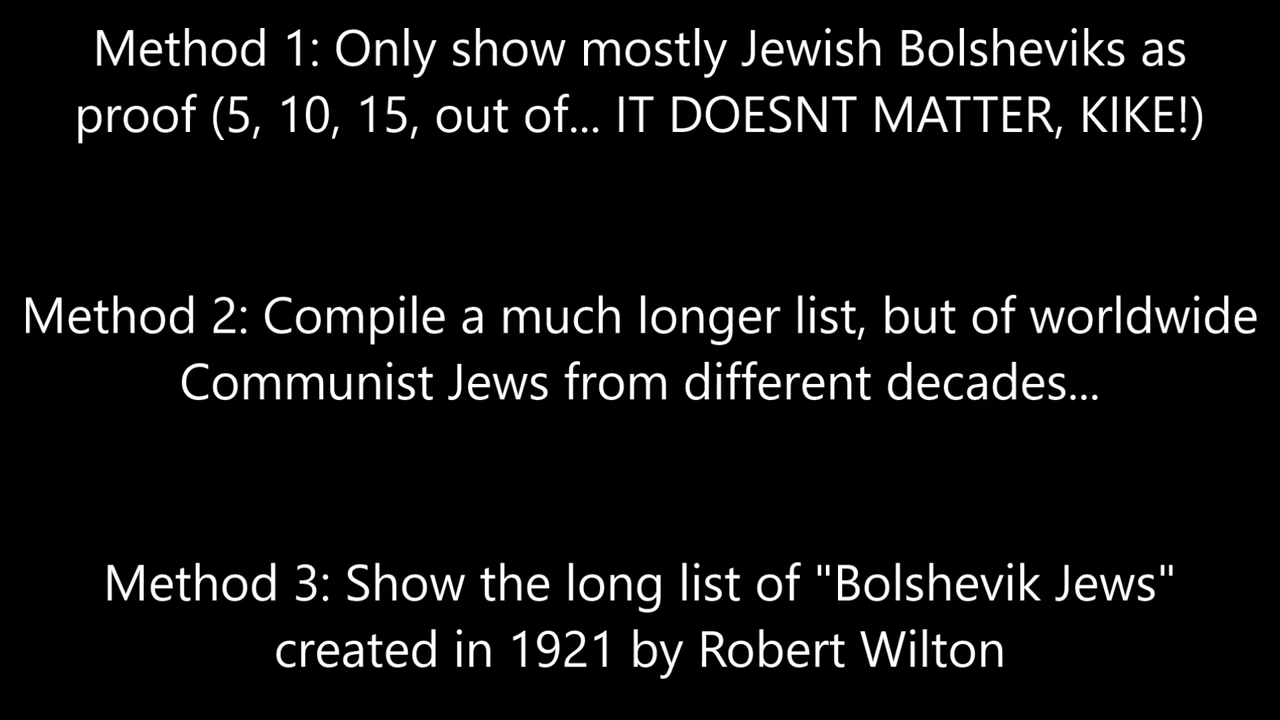 Method 1: Only show mostly Jewish Bolsheviks as
proof (5, 10, 15, out of... IT DOESNT MATTER, KIKE!)
Method 2: Compile a much longer list, but of worldwide
Communist Jews from different decades...
Method 3: Show the long list of "Bolshevik Jews"
created in 1921 by Robert Wilton